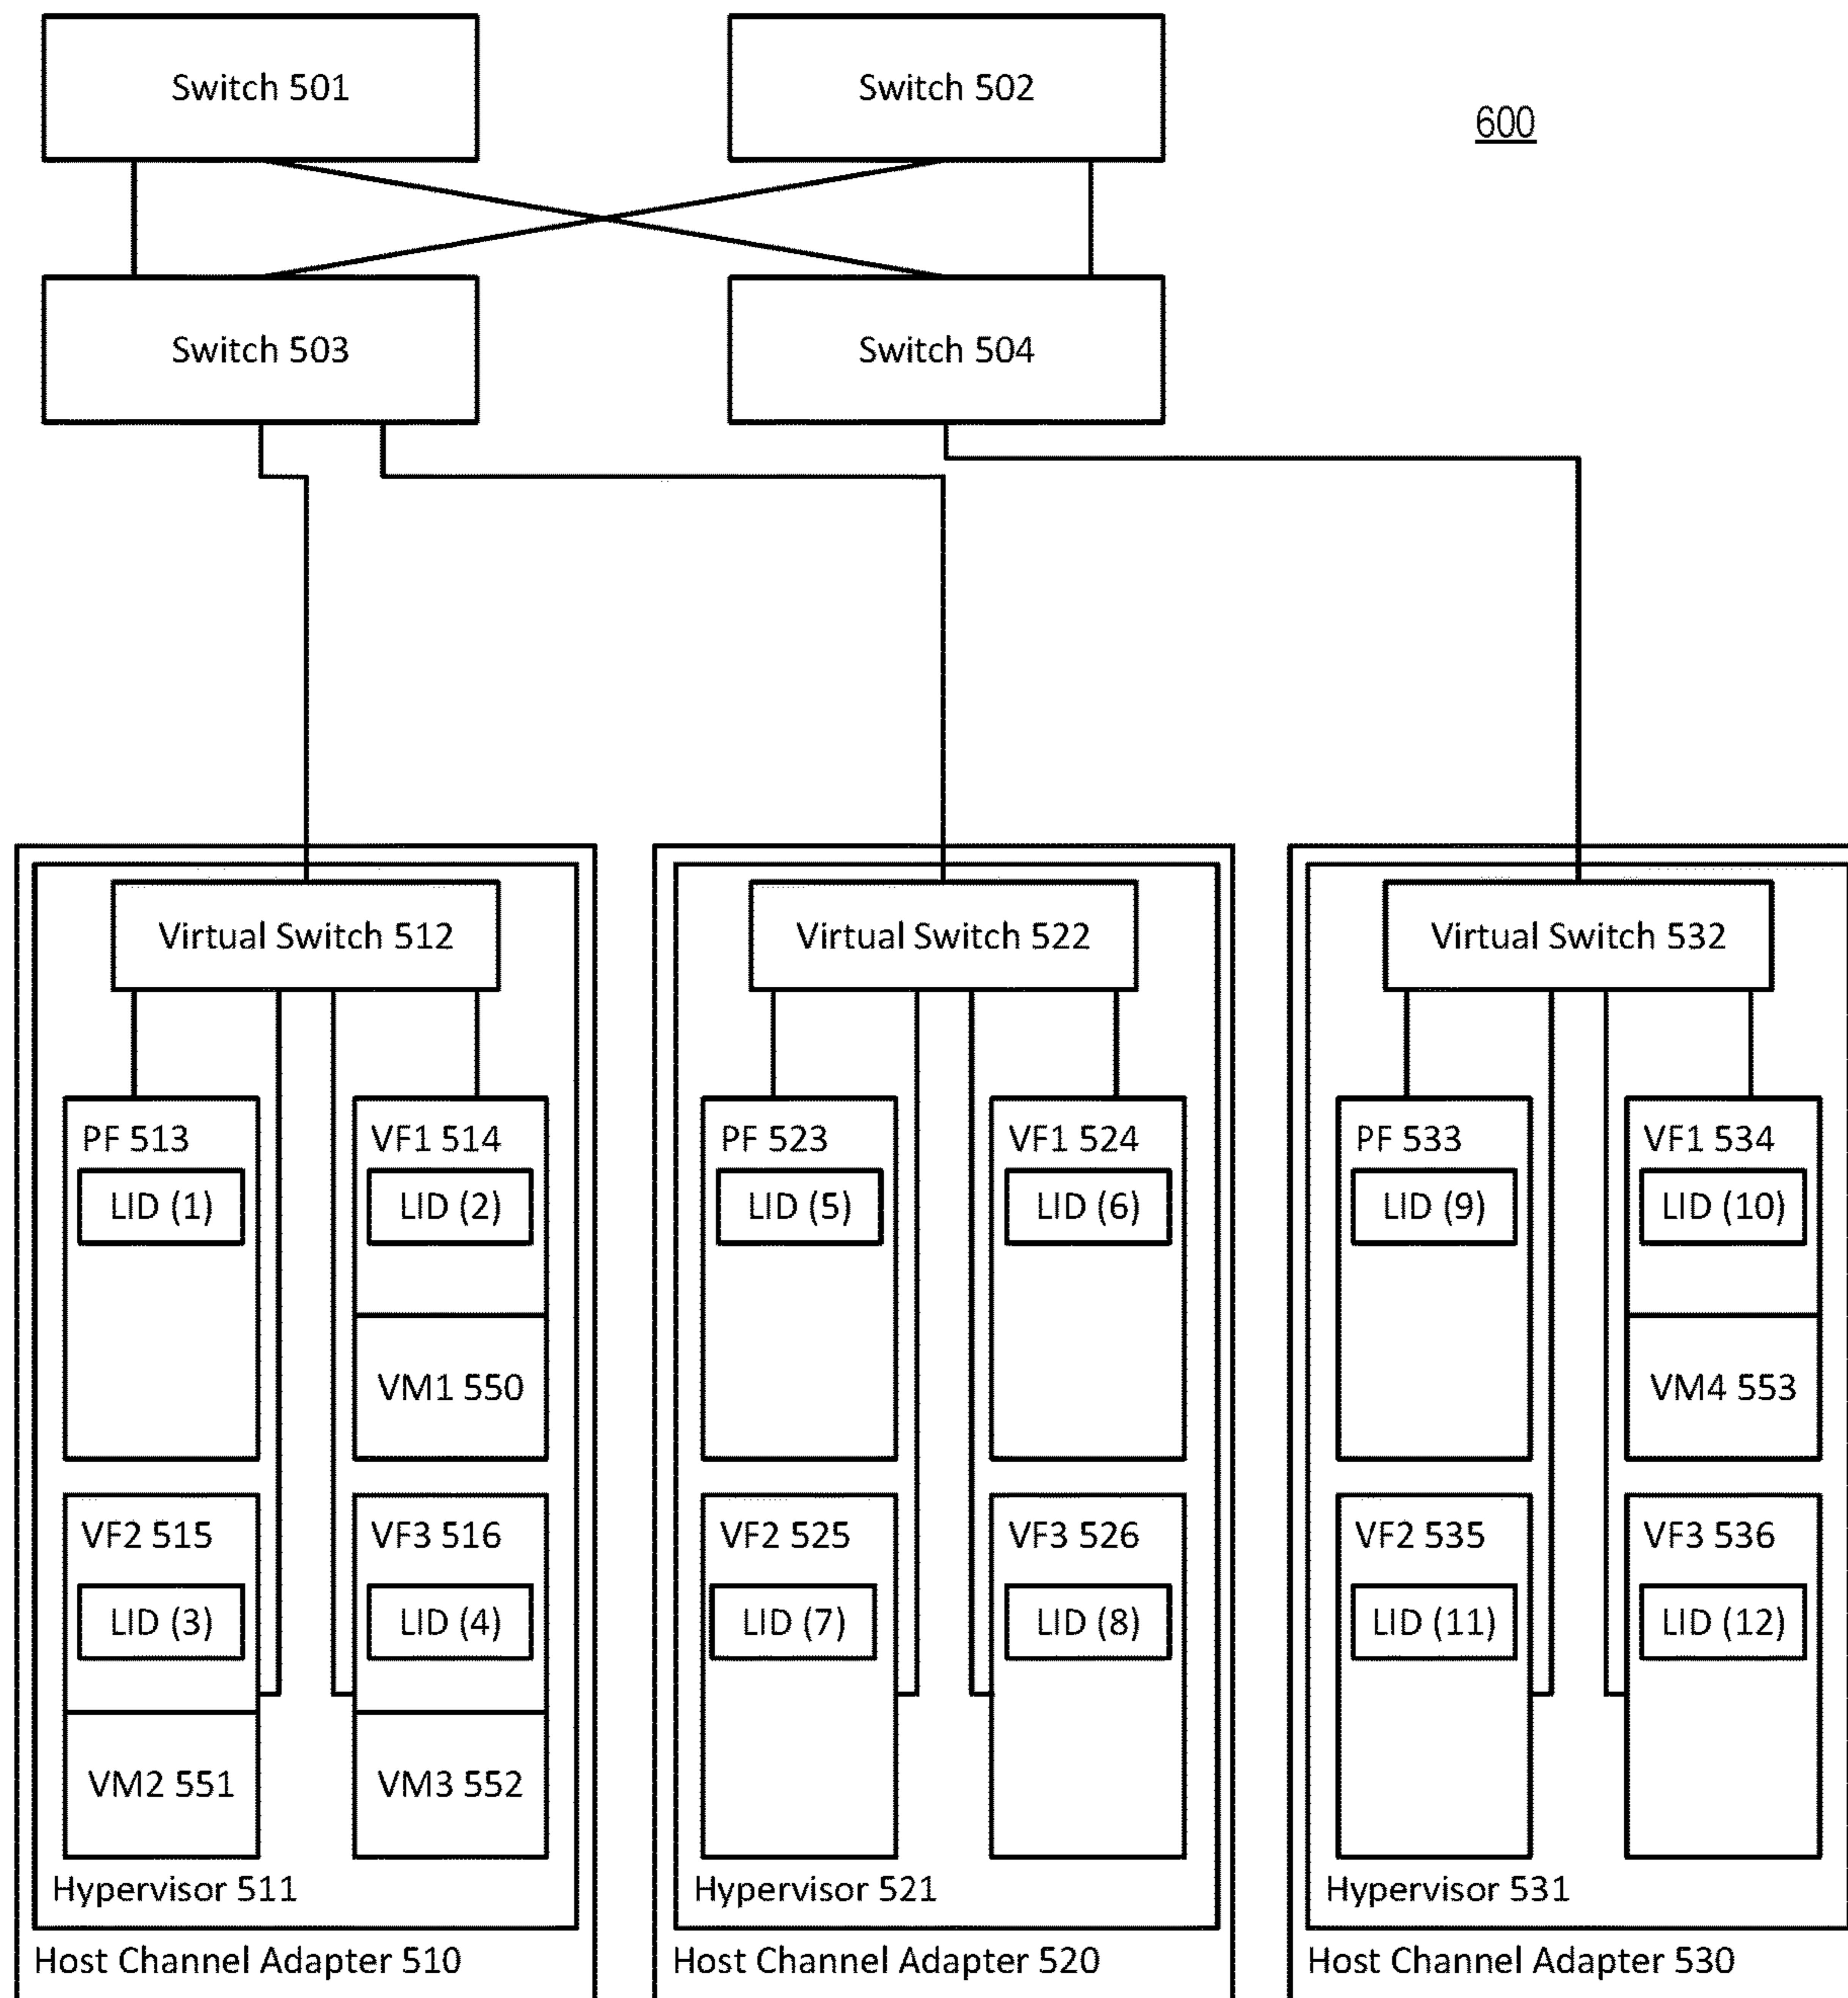 Switch 501
Switch 502
600
Switch 503
Switch 504
Virtual Switch 512
Virtual Switch 522
Virtual Switch 532
PF 513
LID (1)
VF1 514
LID (2)
VM1 550
PF 523
LID (5)
VF1 524
LID (6)
PF 533
LID (9)
VF1 534
LID (10)
VM4 553
VF2 515
LID (3)
VM2 551
VF3 516
LID (4)
VM3 552
VF2 525
LID (7)
VF3 526
LID (8)
VF2 535
LID (11)
VF3 536
LID (12)
Hypervisor 511
Hypervisor 521
Hypervisor 531
Host Channel Adapter 510
Host Channel Adapter 520
Host Channel Adapter 530